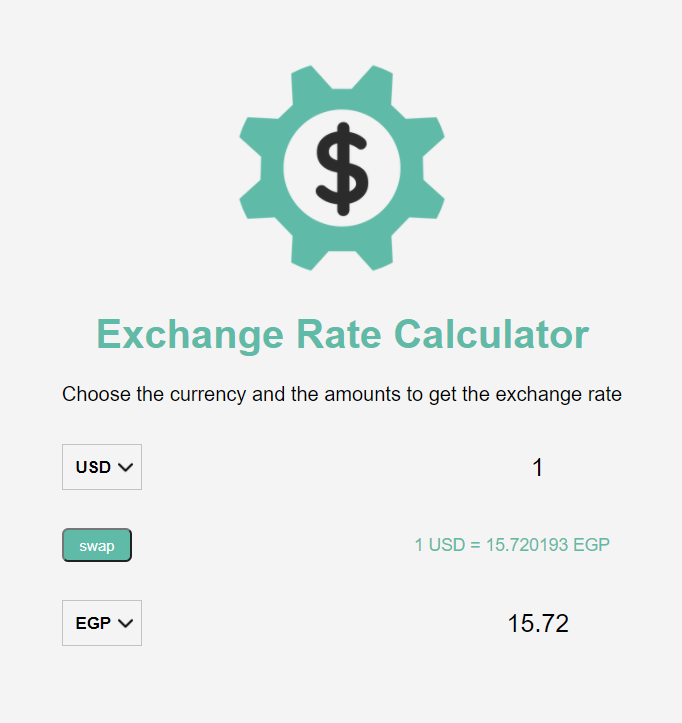 $
Exchange Rate Calculator
Choose the currency and the amounts to get the exchange rate
USD 1
swap 1 USD = 15.720193 EGP
EGP 15.72